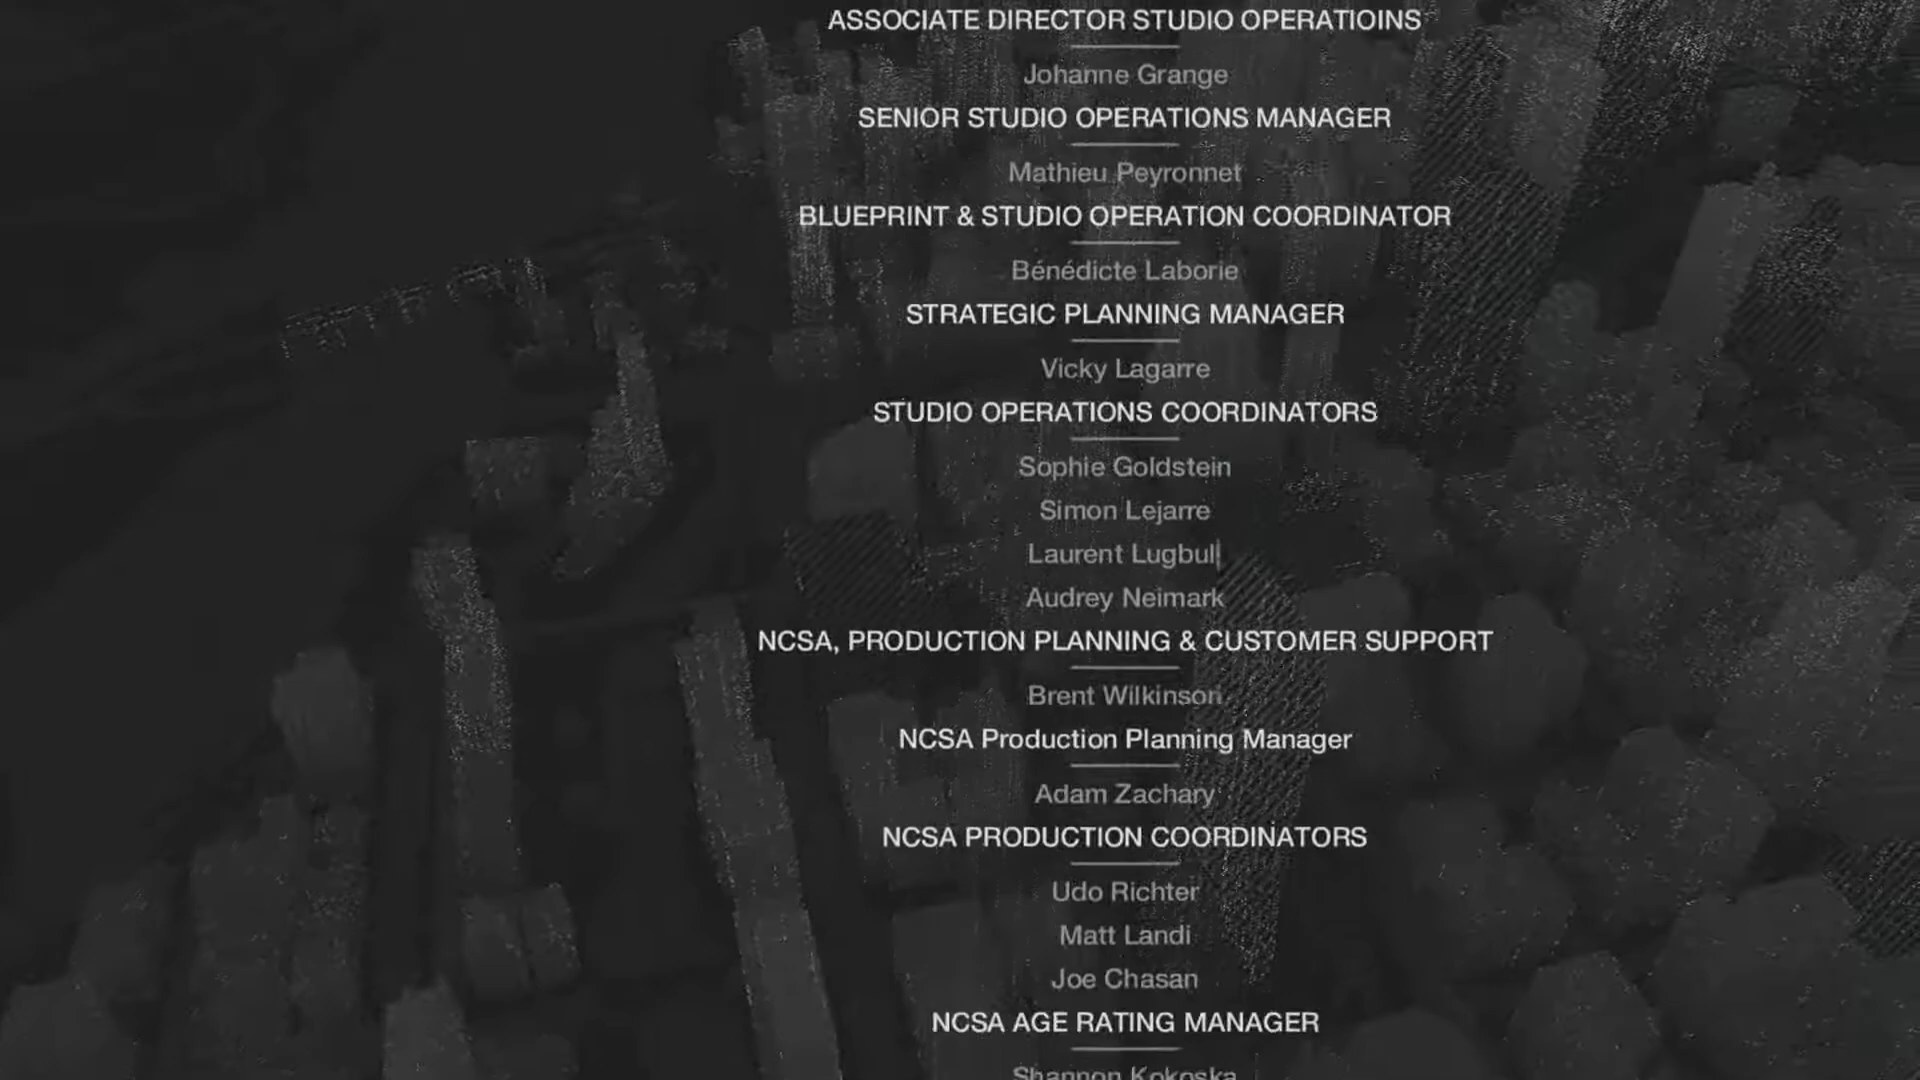 ASSOCIATE DIRECTOR STUDIO OPERATIOINS
Johanne Grange
SENIOR STUDIO OPERATIONS MANAGER
Mathieu Peyronnet
BLUEPRINT & STUDIO OPERATION COORDINATOR
Bénédicte Laborie
STRATEGIC PLANNING MANAGER
Vicky Lagarre
STUDIO OPERATIONS COORDINATORS
Sophie Goldstein
Simon Lejarre
Laurent Lugbull
Audrey Neimark
NCSA, PRODUCTION PLANNING & CUSTOMER SUPPORT
Brent Wilkinson
NCSA Production Planning Manager
Adam Zachary
NCSA PRODUCTION COORDINATORS
Udo Richter
Matt Landi
Joe Chasan
NCSA AGE RATING MANAGER
Shannon Kokoska